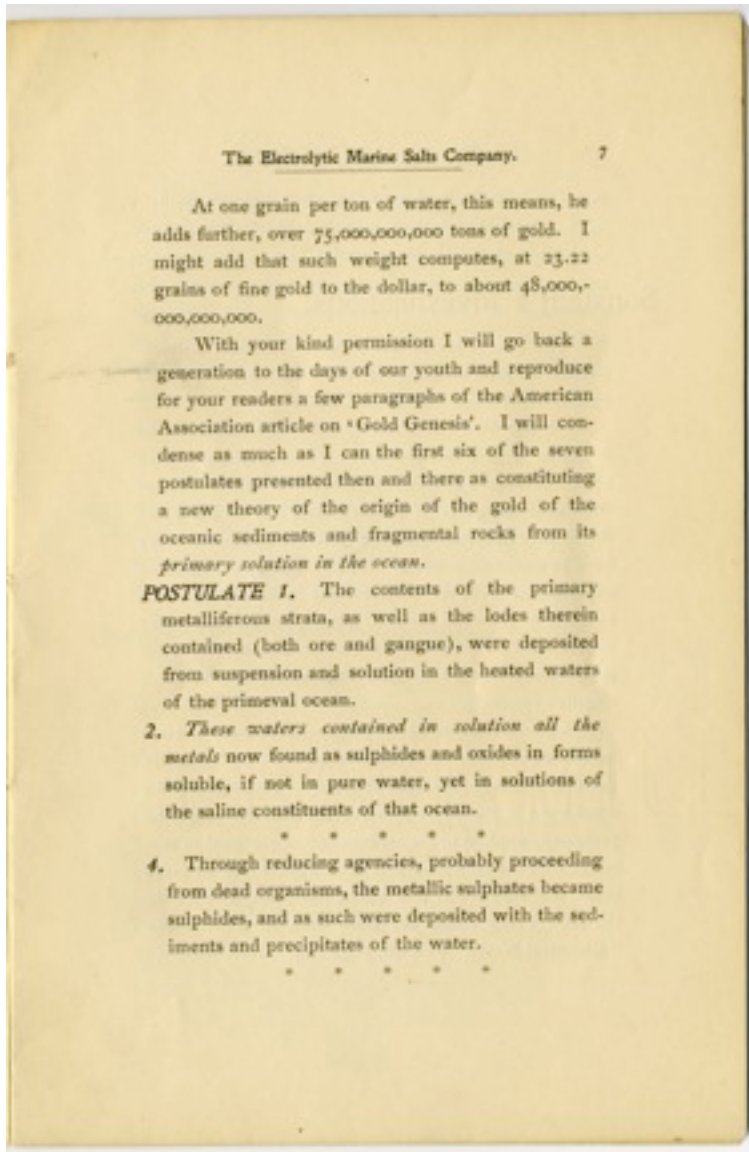 The Electrolytic Marine Salts Company. 7
At one grain per ton of water, this means, he
adds further, over 75,000,000,000 tons of gold. I
might add that such weight computes, at 23.22
grains of fine gold to the dollar, to about 48,000,-
000,000,000.
With your kind permission I will go back a
generation to the days of our youth and reproduce
for your readers a few paragraphs of the American
Association article on ‘Gold Genesis’. I will con-
dense as much as I can the first six of the seven
postulates presented then and there as constituting
a new theory of the origin of the gold of the
oceanic sediments and fragmental rocks from its
primary solution in the ocean.
POSTULATE 1. The contents of the primary
metalliferous strata, as well as the lodes therein
contained (both ore and gangue), were deposited
from suspension and solution in the heated waters
of the primeval ocean.
2. These waters contained in solution all the
metals now found as sulphides and oxides in forms
soluble, if not in pure water, yet in solutions of
the saline constituents of that ocean.
* * * * *
4. Through reducing agencies, probably proceeding
from dead organisms, the metallic sulphates became
sulphides, and as such were deposited with the sed-
iments and precipitates of the water.
* * * * *